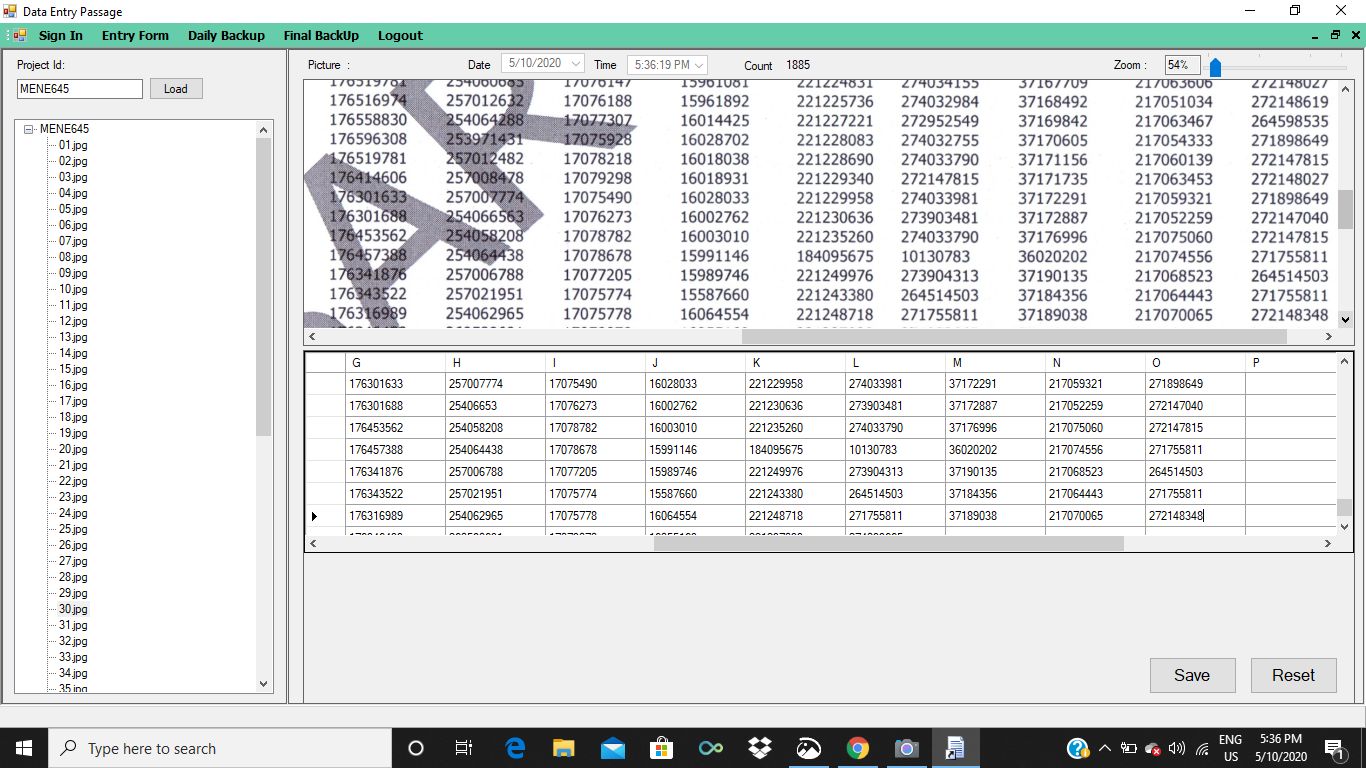 Data Entry Passage
Sign In Entry Form Daily Backup Final BackUp Logout
Project Id:
MENE645 Load
MENE645
01.jpg
02.jpg
03.jpg
04.jpg
05.jpg
06.jpg
07.jpg
08.jpg
09.jpg
10.jpg
11.jpg
12.jpg
13.jpg
14.jpg
15.jpg
16.jpg
17.jpg
18.jpg
19.jpg
20.jpg
21.jpg
22.jpg
23.jpg
24.jpg
25.jpg
26.jpg
27.jpg
28.jpg
29.jpg
30.jpg
31.jpg
32.jpg
33.jpg
34.jpg
35.jpg
Picture : Date 5/10/2020 Time 5:36:19 PM Count 1885 Zoom : 54%
176519781 254060685 17076147 15961081 221224831 274034155 37167709 217063606 272148027
176516974 257012632 17076188 15961892 221225736 274032984 37168492 217051034 272148619
176558830 254064288 17077307 16014425 221227221 272952549 37169842 217063467 264598535
176596308 253971431 17075928 16028702 221228083 274032755 37170605 217054333 271898649
176519781 257012482 17078218 16018038 221228690 274033790 37171156 217060139 272147815
176414606 257008478 17079298 16018931 221229340 272147815 37171735 217063453 272148027
176301633 257007774 17075490 16028033 221229958 274033981 37172291 217059321 271898649
176301688 254066563 17076273 16002762 221230636 273903481 37172887 217052259 272147040
176453562 254058208 17078782 16003010 221235260 274033790 37176996 217075060 272147815
176457388 254064438 17078678 15991146 184095675 10130783 36020202 217074556 271755811
176341876 257006788 17077205 15989746 221249976 273904313 37190135 217068523 264514503
176343522 257021951 17075774 15587660 221243380 264514503 37184356 217064443 271755811
176316989 254062965 17075778 16064554 221248718 271755811 37189038 217070065 272148348
G H I J K L M N O P
176301633 257007774 17075490 16028033 221229958 274033981 37172291 217059321 271898649
176301688 25406653 17076273 16002762 221230636 273903481 37172887 217052259 272147040
176453562 254058208 17078782 16003010 221235260 274033790 37176996 217075060 272147815
176457388 254064438 17078678 15991146 184095675 10130783 36020202 217074556 271755811
176341876 257006788 17077205 15989746 221249976 273904313 37190135 217068523 264514503
176343522 257021951 17075774 15587660 221243380 264514503 37184356 217064443 271755811
176316989 254062965 17075778 16064554 221248718 271755811 37189038 217070065 272148348
Save Reset
Type here to search
ENG 5:36 PM
US 5/10/2020 1